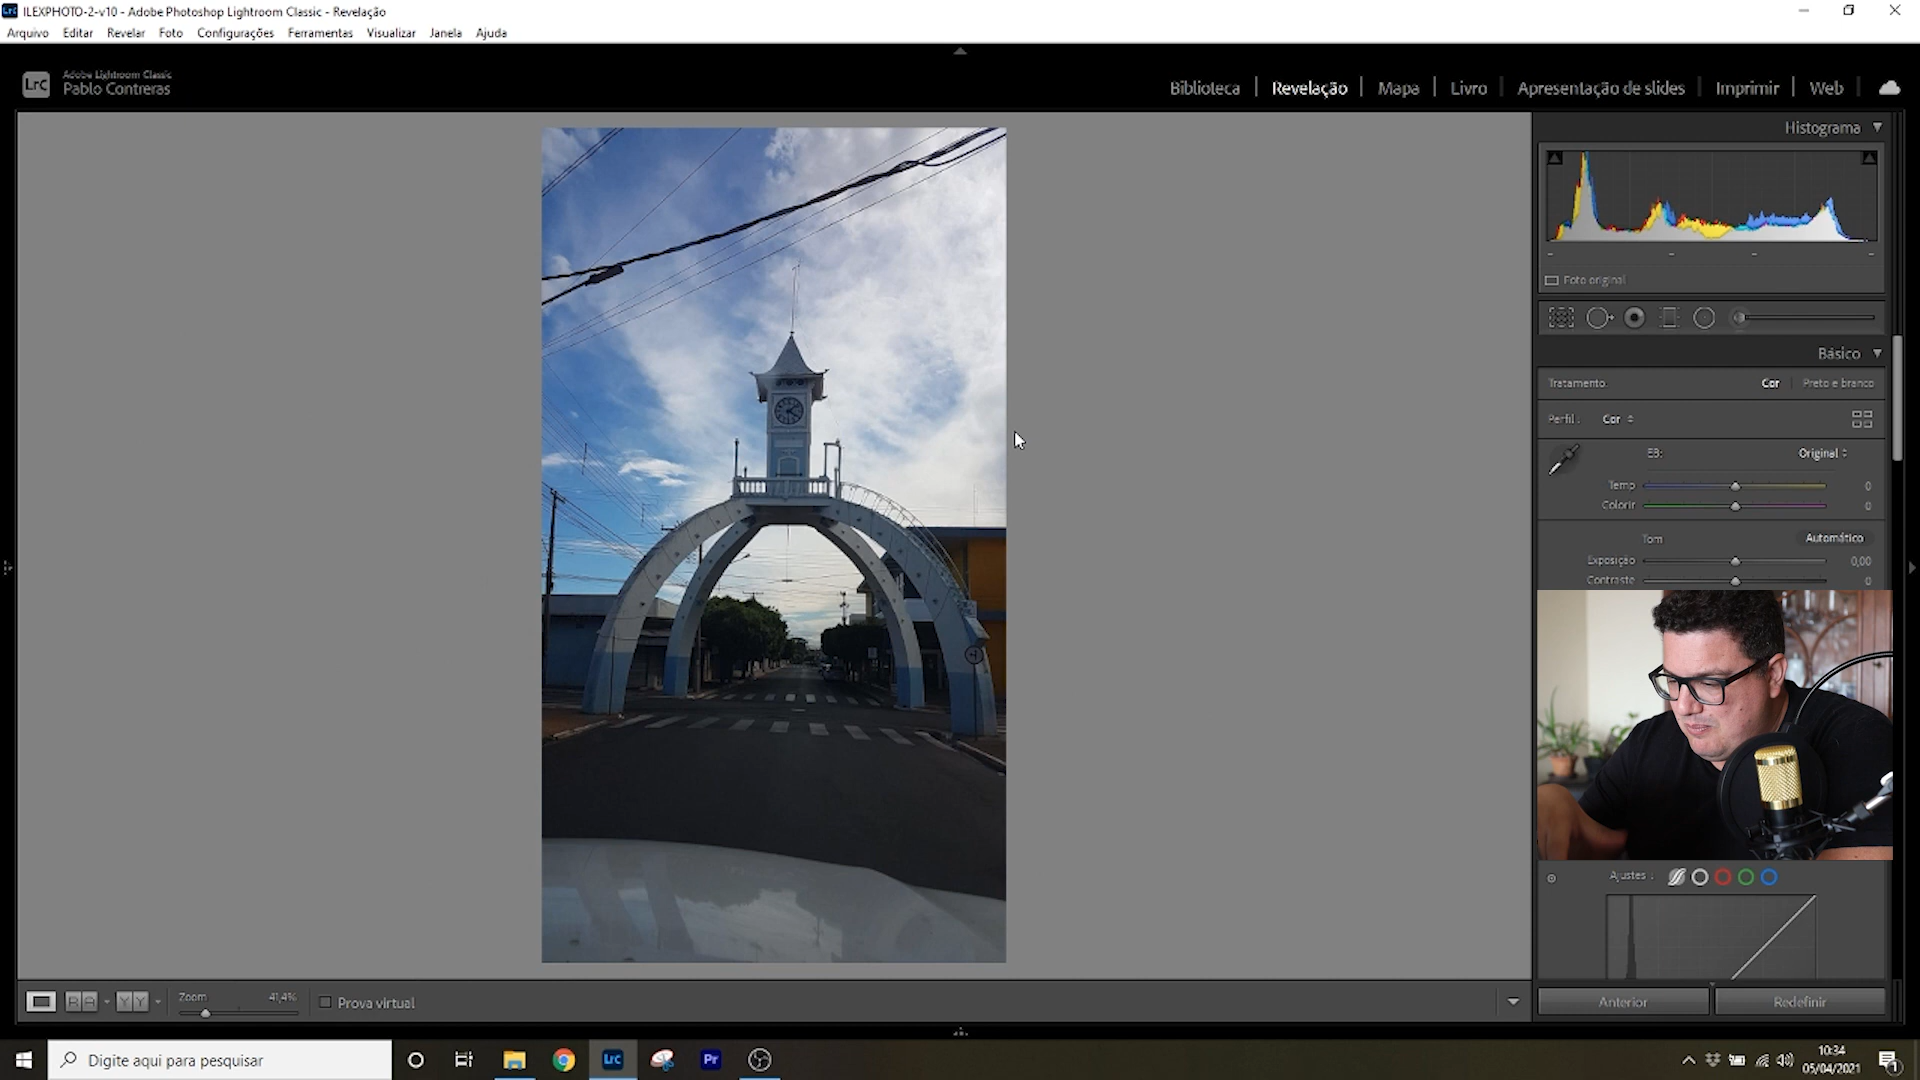 ILEXPHOTO-2-v10 - Adobe Photoshop Lightroom Classic - Revelação
Arquivo Editar Revelar Foto Configurações Ferramentas Visualizar Janela Ajuda
LrC
Adobe Lightroom Classic
Pablo Contreras
Biblioteca | Revelação | Mapa | Livro | Apresentação de slides | Imprimir | Web
Histograma
Foto original
Básico
Tratamento: Cor | Preto e branco
Perfil: Cor
EB: Original
Temp 0
Colorir 0
Tom Automático
Exposição 0,00
Contraste 0
Ajustes :
Zoom 41,4% Prova virtual
Anterior Redefinir
Digite aqui para pesquisar
LrC
Pr
10:34
05/04/2021
1